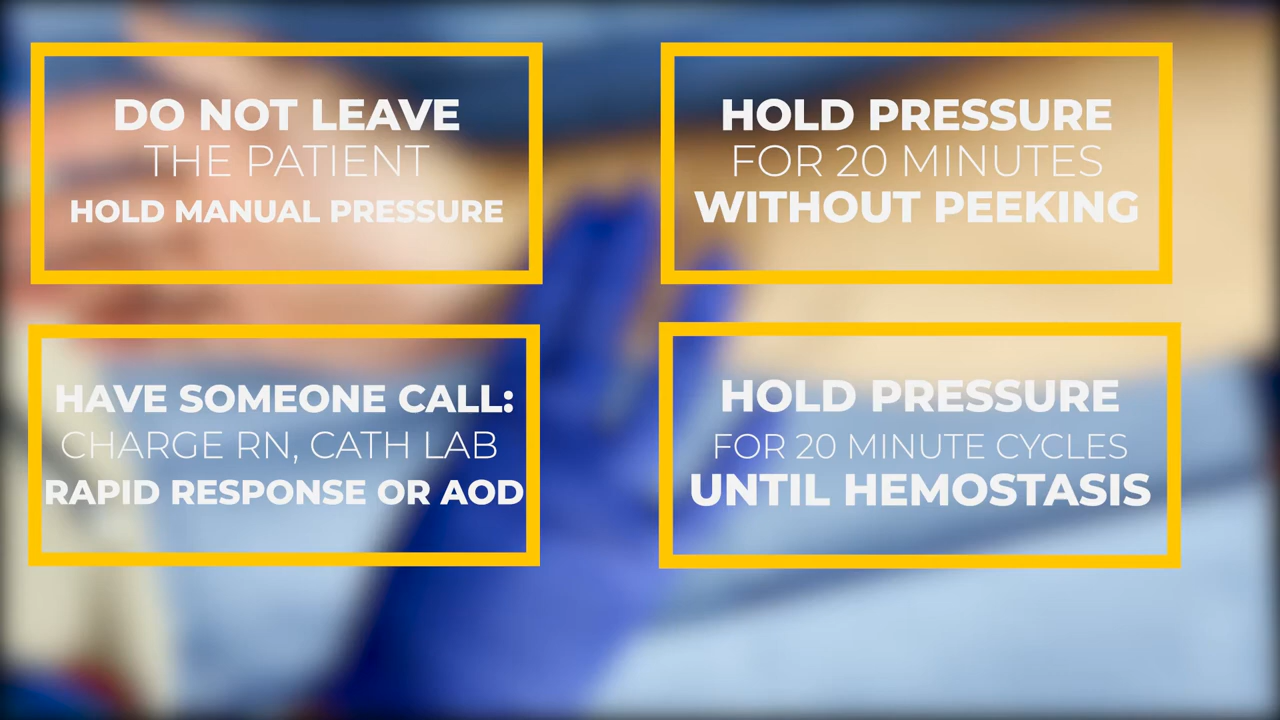 DO NOT LEAVE
THE PATIENT
HOLD MANUAL PRESSURE
HOLD PRESSURE
FOR 20 MINUTES
WITHOUT PEEKING
HAVE SOMEONE CALL:
CHARGE RN, CATH LAB
RAPID RESPONSE OR AOD
HOLD PRESSURE
FOR 20 MINUTE CYCLES
UNTIL HEMOSTASIS